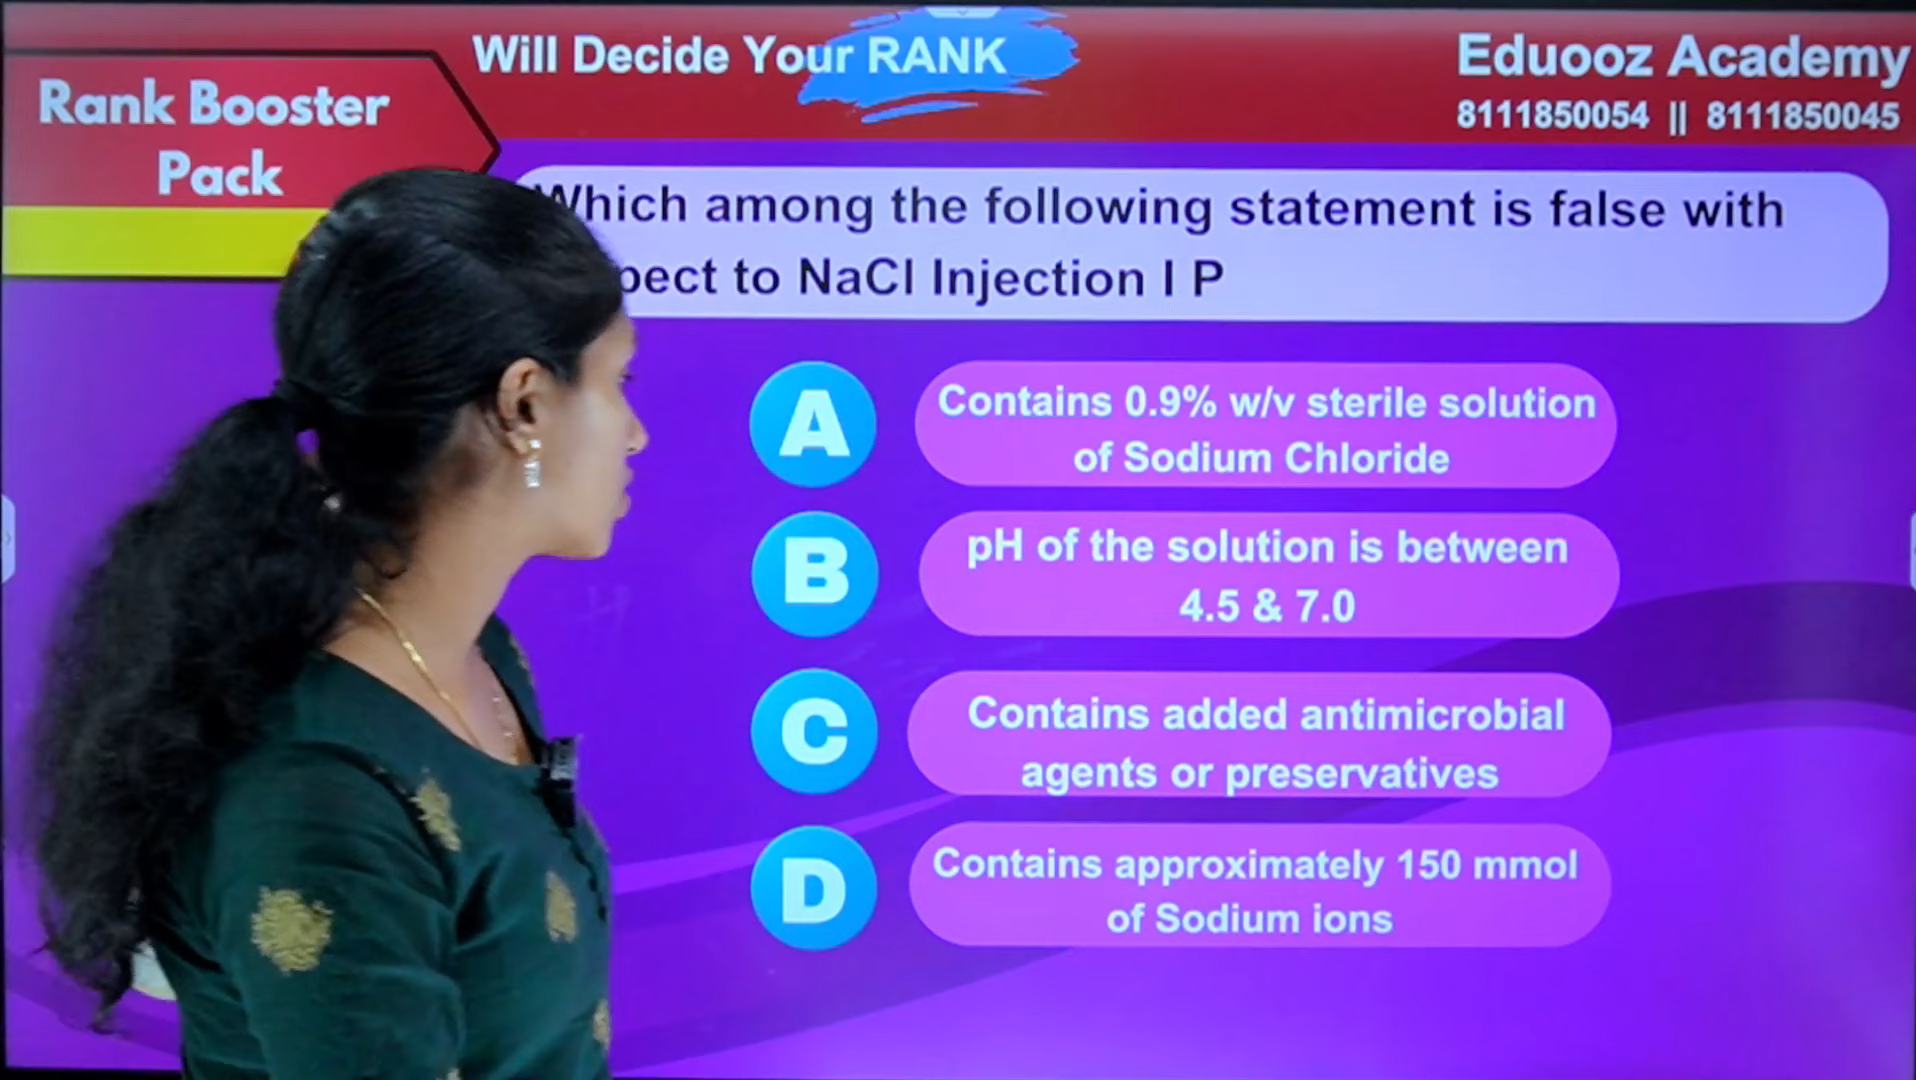 Will Decide Your RANK
Eduooz Academy
8111850054 || 8111850045
Rank Booster
Pack
Which among the following statement is false with
pect to NaCl Injection I P
A
Contains 0.9% w/v sterile solution
of Sodium Chloride
B
pH of the solution is between
4.5 & 7.0
C
Contains added antimicrobial
agents or preservatives
D
Contains approximately 150 mmol
of Sodium ions